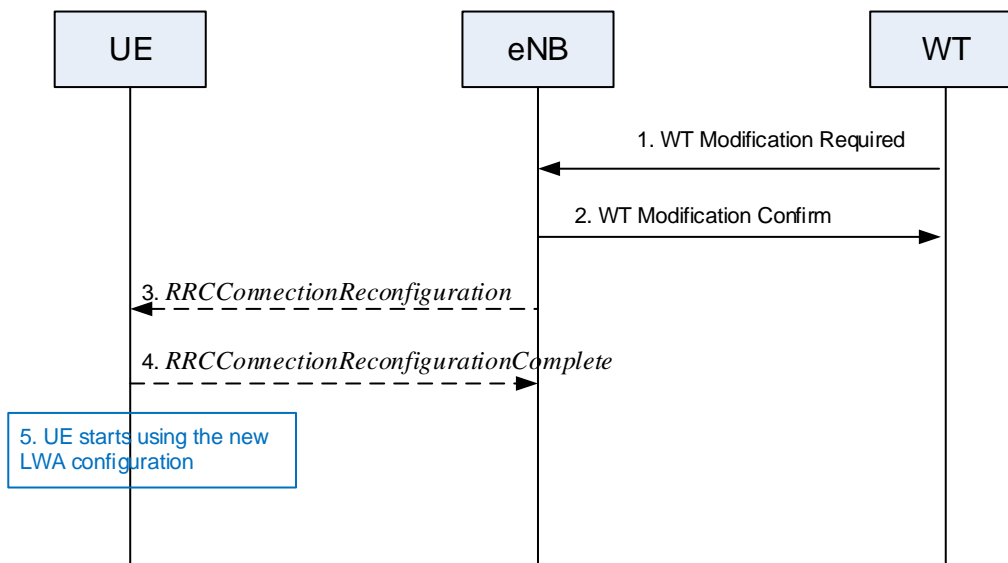 UE
eNB
WT
1. WT Modification Required
2. WT Modification Confirm
3. RRCConnectionReconfiguration
4. RRCConnectionReconfigurationComplete
5. UE starts using the new
LWA configuration